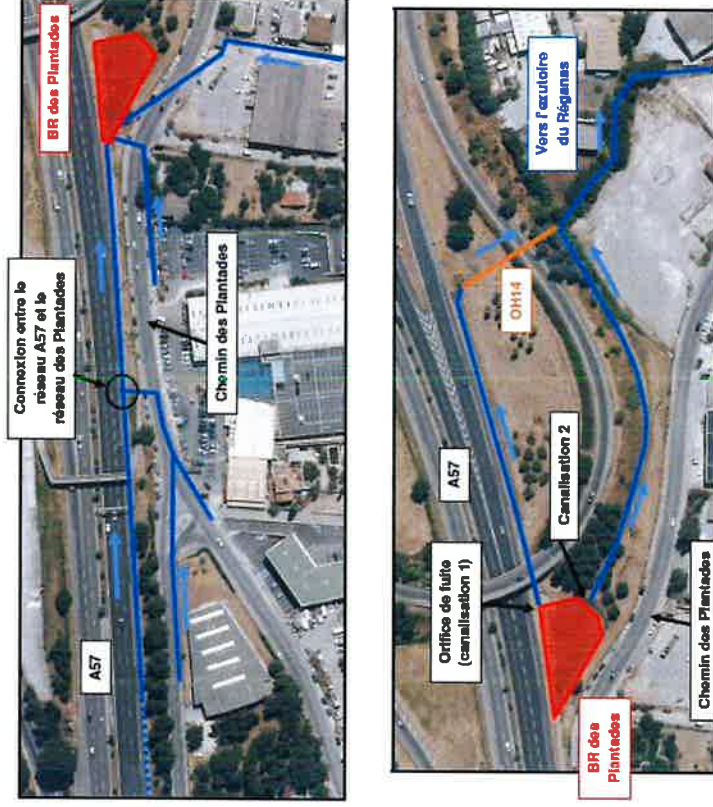 BR des Plantades
Connexion entre le
réseau A57 et le
réseau des Plantades
A57
Chemin des Plantades
Vers l'exutoire
du Réganas
OH14
A57
Canalisation 2
Orifice de fuite
(canalisation 1)
BR des
Plantades
Chemin des Plantades